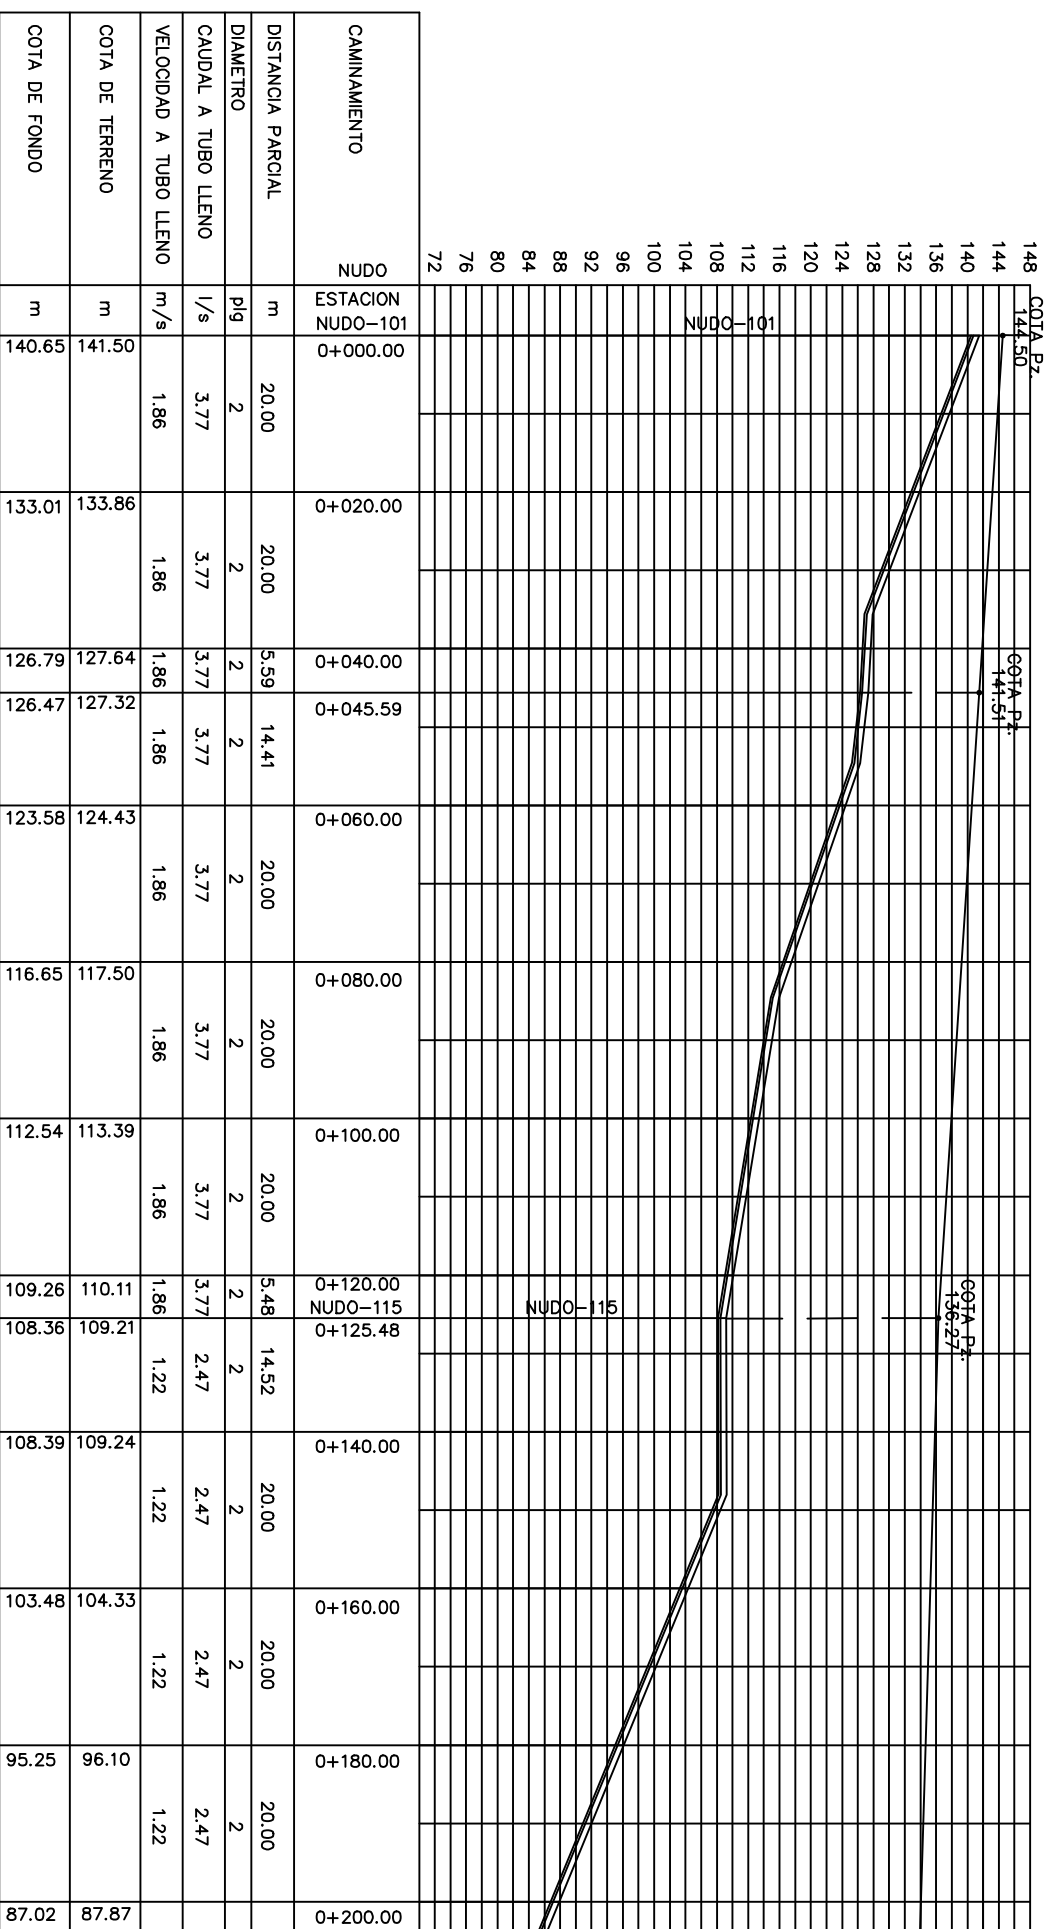 COTA Pz.
144.50
COTA Pz.
141.51
COTA Pz.
136.27
148
144
140
136
132
128
124
120
116
112
108
104
100
96
92
88
84
80
76
72
NUDO-101
NUDO-115
CAMINAMIENTO
NUDO
ESTACION
NUDO-101
0+000.00
0+020.00
0+040.00
0+045.59
0+060.00
0+080.00
0+100.00
0+120.00
NUDO-115
0+125.48
0+140.00
0+160.00
0+180.00
0+200.00
DISTANCIA PARCIAL m 20.00 20.00 5.59 14.41 20.00 20.00 20.00 5.48 14.52 20.00 20.00 20.00
DIAMETRO plg 2 2 2 2 2 2 2 2 2 2 2 2
CAUDAL A TUBO LLENO l/s 3.77 3.77 3.77 3.77 3.77 3.77 3.77 3.77 2.47 2.47 2.47 2.47
VELOCIDAD A TUBO LLENO m/s 1.86 1.86 1.86 1.86 1.86 1.86 1.86 1.86 1.22 1.22 1.22 1.22
COTA DE TERRENO m 141.50 133.86 127.64 127.32 124.43 117.50 113.39 110.11 109.21 109.24 104.33 96.10 87.87
COTA DE FONDO m 140.65 133.01 126.79 126.47 123.58 116.65 112.54 109.26 108.36 108.39 103.48 95.25 87.02